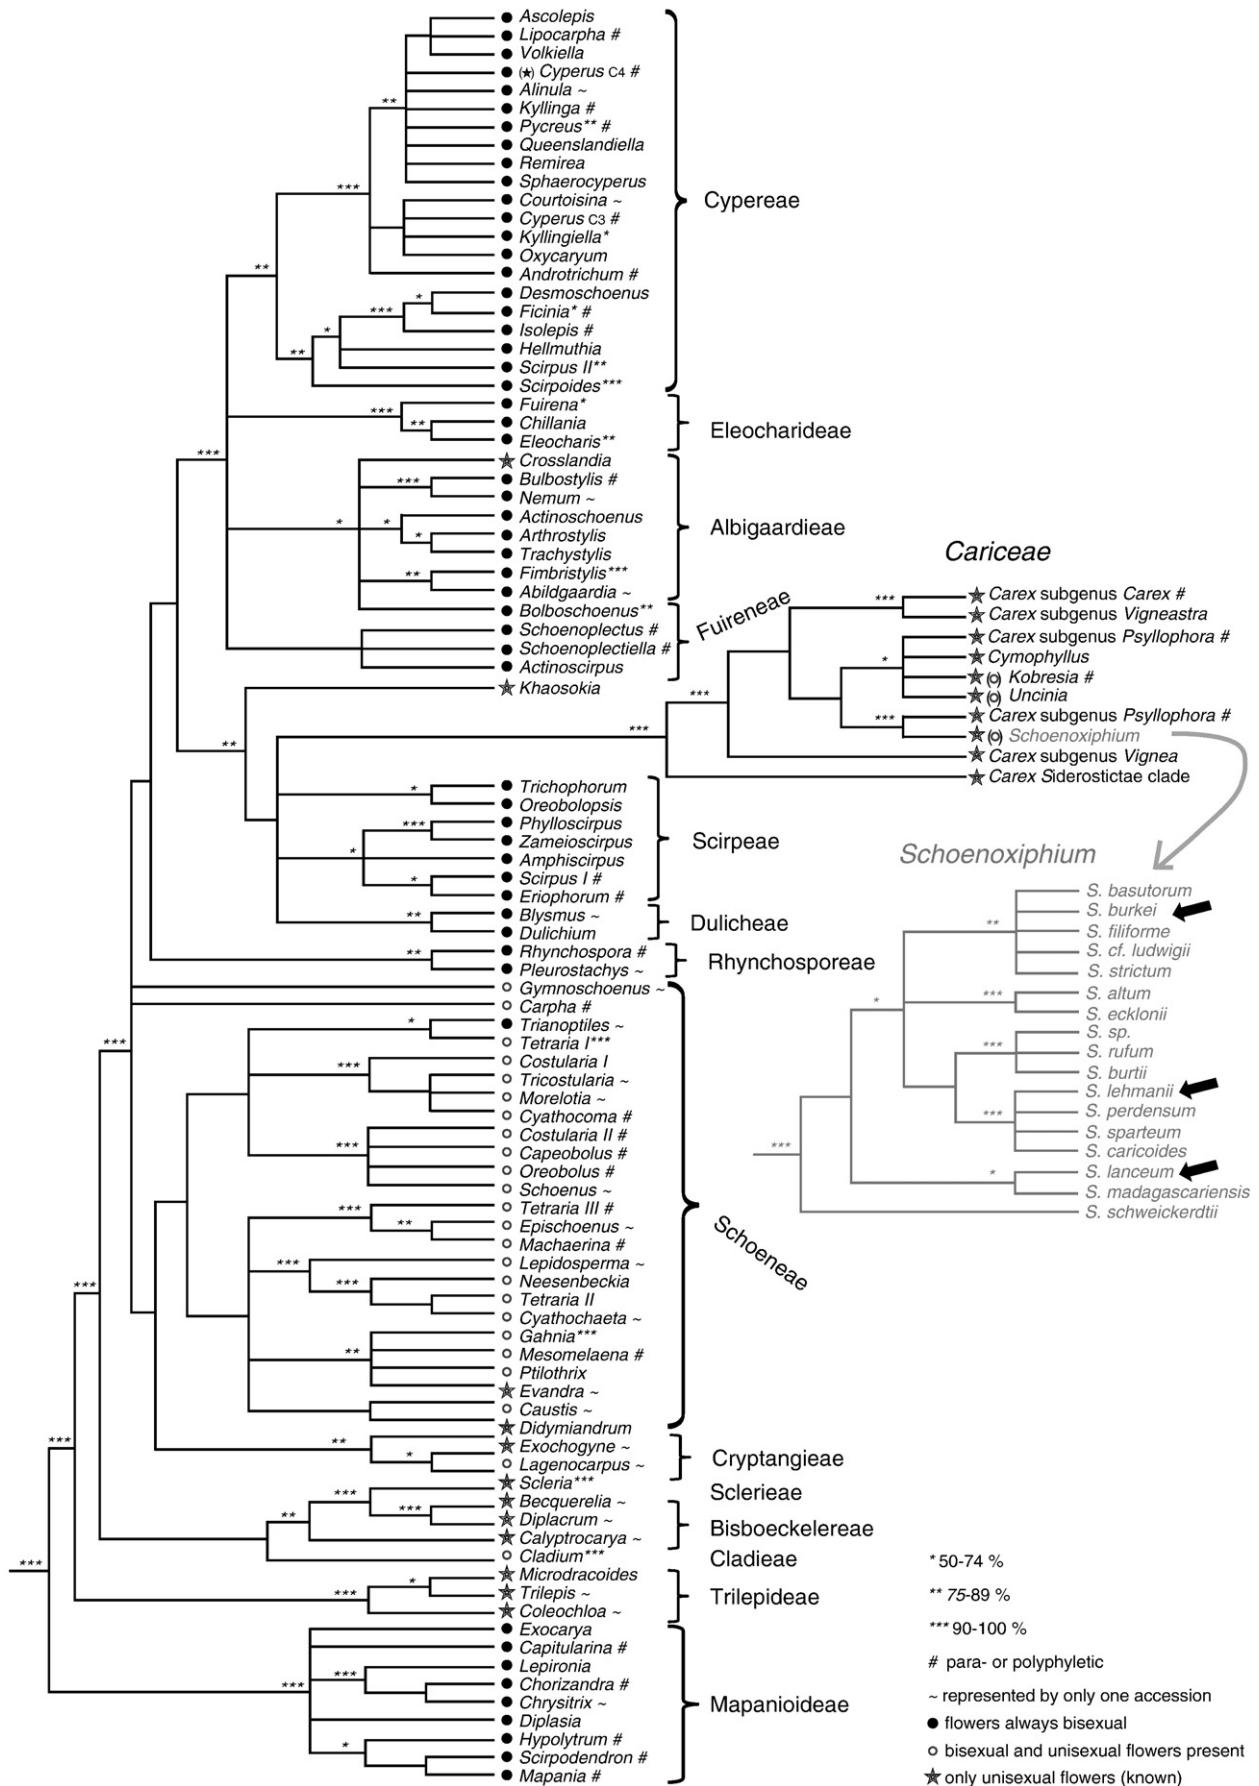 Ascolepis
Lipocarpha #
Volkiella
(★) Cyperus C4 #
**
Alinula ~
Kyllinga #
Pycreus** #
Queenslandiella
Remirea
Sphaerocyperus
***
Courtoisina ~
Cypereae
Cyperus C3 #
Kyllingiella*
Oxycaryum
**
Androtrichum #
*
Desmoschoenus
***
Ficinia* #
*
Isolepis #
**
Hellmuthia
Scirpus II**
Scirpoides***
***
Fuirena*
**
Chillania
Eleocharideae
Eleocharis**
***
Crosslandia
***
Bulbostylis #
Nemum ~
* *
Actinoschoenus
Albigaardieae
*
Arthrostylis
Trachystylis
**
Fimbristylis***
Abildgaardia ~
Bolboschoenus**
Fuireneae
Schoenoplectus #
Schoenoplectiella #
Actinoscirpus
Khaosokia
**
Cariceae
***
***
***
Carex subgenus Carex #
Carex subgenus Vigneastra
Carex subgenus Psyllophora #
*
Cymophyllus
(o) Kobresia #
(o) Uncinia
***
Carex subgenus Psyllophora #
(o) Schoenoxiphium
Carex subgenus Vignea
Carex Siderostictae clade
*
Trichophorum
Oreobolopsis
***
Phylloscirpus
Zameioscirpus
Scirpeae
*
Amphiscirpus
*
Scirpus I #
Eriophorum #
**
Blysmus ~
Dulicheae
Dulichium
**
Rhynchospora #
Rhynchosporeae
Pleurostachys ~
Schoenoxiphium
S. basutorum
S. burkei
**
S. filiforme
S. cf. ludwigii
S. strictum
*
***
S. altum
S. ecklonii
S. sp.
***
S. rufum
S. burtii
S. lehmanii
***
S. perdensum
S. sparteum
***
S. caricoides
*
S. lanceum
S. madagascariensis
S. schweickerdtii
Gymnoschoenus ~
Carpha #
***
*
Trianoptiles ~
Tetraria I***
***
Costularia I
Tricostularia ~
Morelotia ~
Cyathocoma #
Costularia II #
***
Capeobolus #
Oreobolus #
Schoenus ~
***
Tetraria III #
**
Epischoenus ~
Machaerina #
Schoeneae
***
Lepidosperma ~
***
Neesenbeckia
***
Tetraria II
Cyathochaeta ~
Gahnia***
**
Mesomelaena #
Ptilothrix
Evandra ~
Caustis ~
Didymiandrum
***
**
Exochogyne ~
*
Lagenocarpus ~
Cryptangieae
***
Scleria***
Sclerieae
** ***
Becquerelia ~
Diplacrum ~
Bisboeckelereae
Calyptrocarya ~
***
Cladium***
Cladieae
*
Microdracoides
***
Trilepis ~
Trilepideae
Coleochloa ~
Exocarya
Capitularina #
***
***
Lepironia
Chorizandra #
Chrysitrix ~
Mapanioideae
Diplasia
*
Hypolytrum #
Scirpodendron #
Mapania #
* 50-74 %
** 75-89 %
*** 90-100 %
# para- or polyphyletic
~ represented by only one accession
● flowers always bisexual
○ bisexual and unisexual flowers present
★ only unisexual flowers (known)